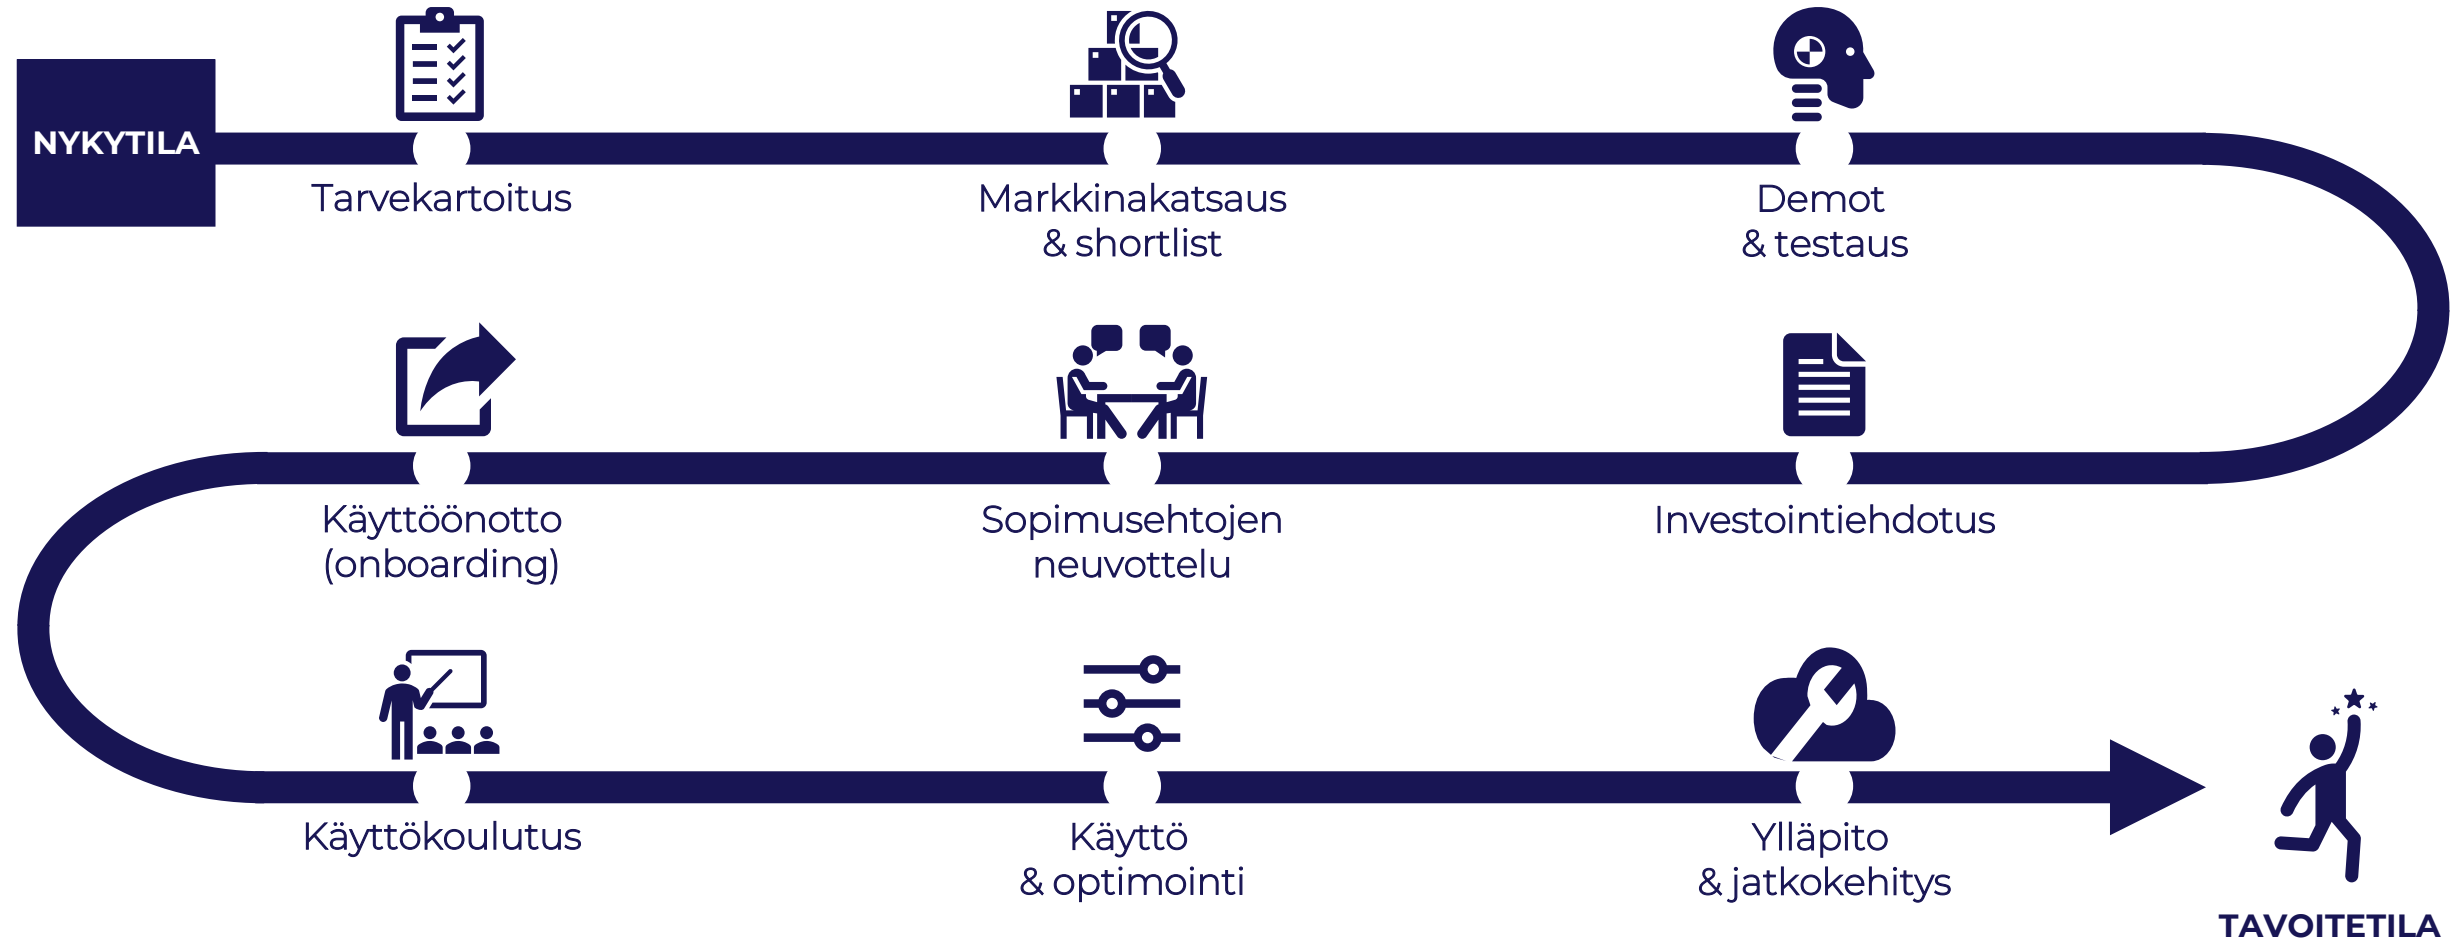 NYKYTILA
Tarvekartoitus
Markkinakatsaus
& shortlist
Demot
& testaus
Investointiehdotus
Sopimusehtojen
neuvottelu
Käyttöönotto
(onboarding)
Käyttökoulutus
Käyttö
& optimointi
Ylläpito
& jatkokehitys
TAVOITETILA